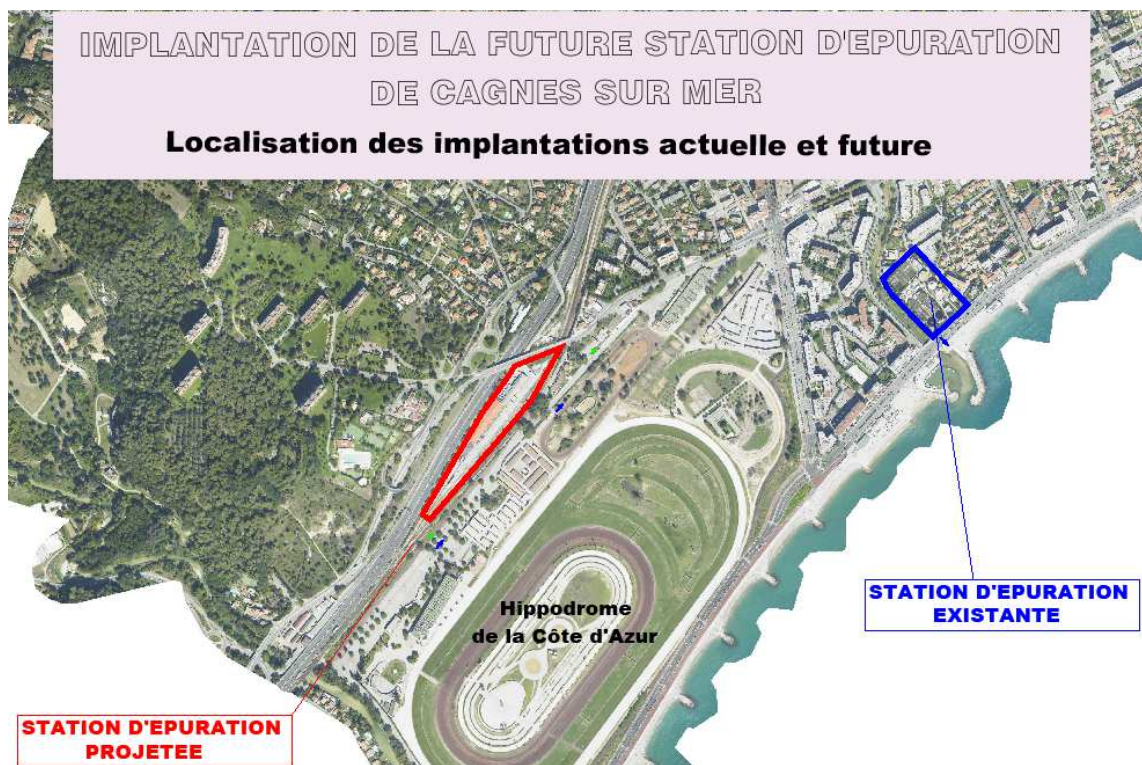 IMPLANTATION DE LA FUTURE STATION D'EPURATION
DE CAGNES SUR MER
Localisation des implantations actuelle et future
STATION D'EPURATION
EXISTANTE
Hippodrome
de la Côte d'Azur
STATION D'EPURATION
PROJETEE